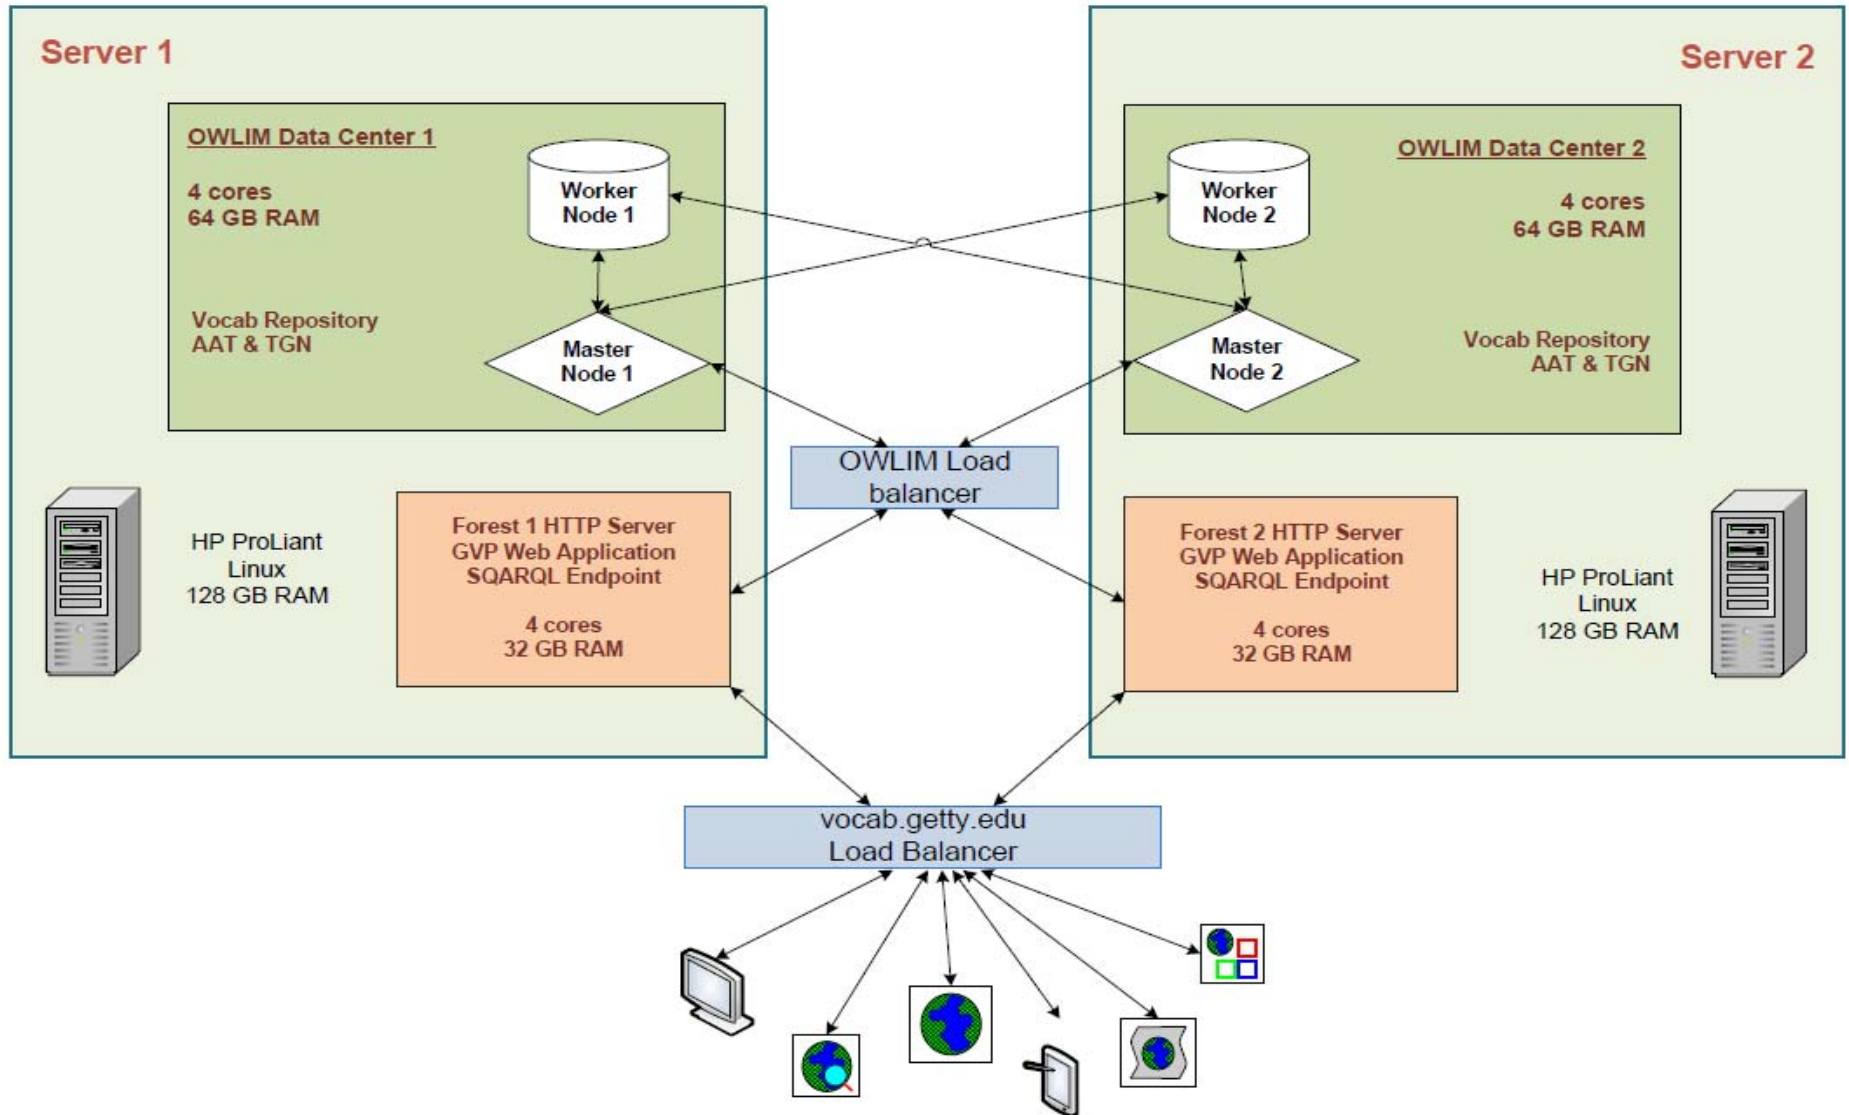 Server 1
OWLIM Data Center 1
4 cores
64 GB RAM
Worker
Node 1
Vocab Repository
AAT & TGN
Master
Node 1
HP ProLiant
Linux
128 GB RAM
Forest 1 HTTP Server
GVP Web Application
SQARQL Endpoint
4 cores
32 GB RAM
OWLIM Load
balancer
Server 2
OWLIM Data Center 2
Worker
Node 2
4 cores
64 GB RAM
Master
Node 2
Vocab Repository
AAT & TGN
Forest 2 HTTP Server
GVP Web Application
SQARQL Endpoint
4 cores
32 GB RAM
HP ProLiant
Linux
128 GB RAM
vocab.getty.edu
Load Balancer